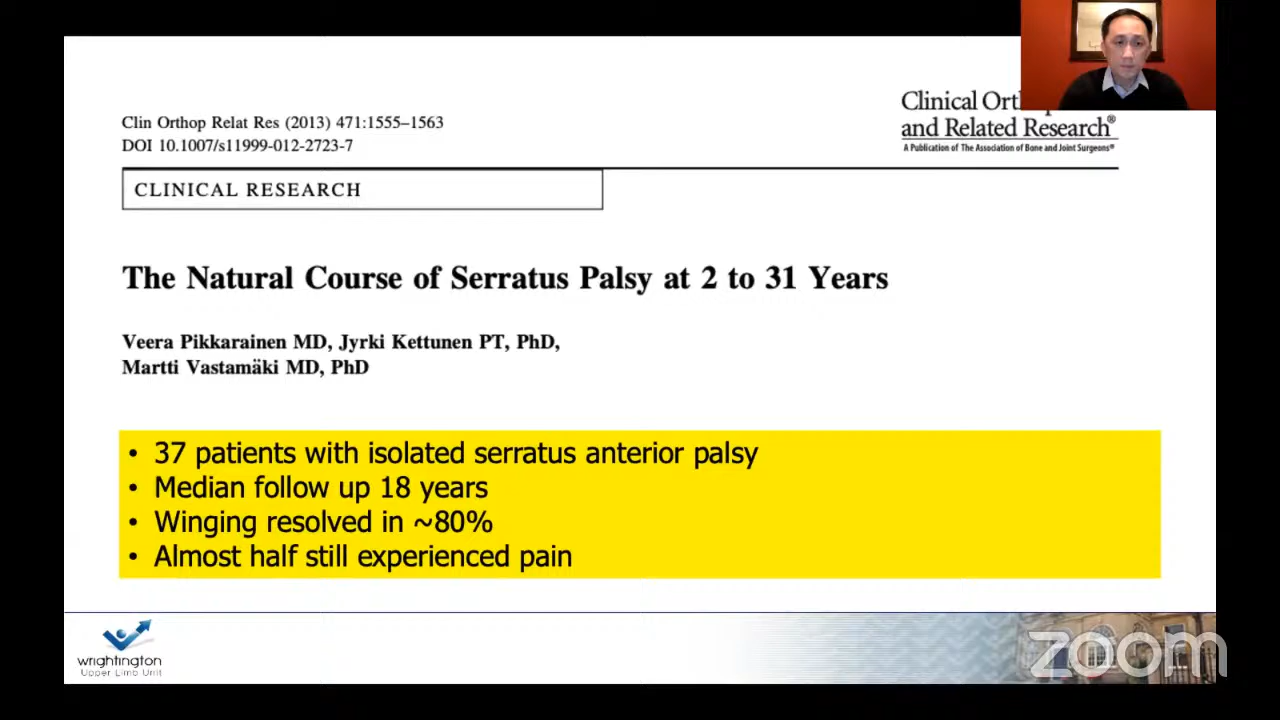 Clin Orthop Relat Res (2013) 471:1555–1563
DOI 10.1007/s11999-012-2723-7
Clinical
and Related Research®
A Publication of The Association of Bone and Joint Surgeons®
CLINICAL RESEARCH
The Natural Course of Serratus Palsy at 2 to 31 Years
Veera Pikkarainen MD, Jyrki Kettunen PT, PhD,
Martti Vastamäki MD, PhD
• 37 patients with isolated serratus anterior palsy
• Median follow up 18 years
• Winging resolved in ~80%
• Almost half still experienced pain
wrightington
Upper Limb Unit
zoom